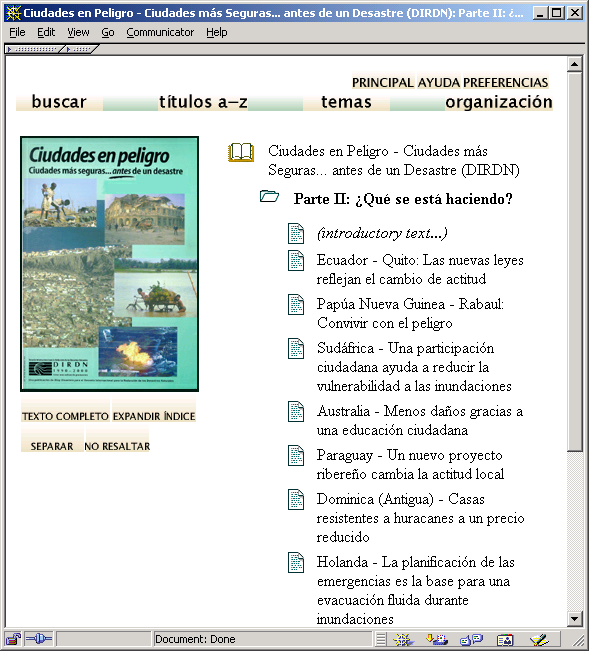 Ciudades en Peligro - Ciudades más Seguras... antes de un Desastre (DIRDN): Parte II: ¿...
File Edit View Go Communicator Help
PRINCIPAL AYUDA PREFERENCIAS
buscar títulos a–z temas organización
Ciudades en peligro
Ciudades más seguras... antes de un desastre
DIRDN
1990-2000
TEXTO COMPLETO EXPANDIR ÍNDICE
SEPARAR NO RESALTAR
Ciudades en Peligro - Ciudades más
Seguras... antes de un Desastre (DIRDN)
Parte II: ¿Qué se está haciendo?
(introductory text...)
Ecuador - Quito: Las nuevas leyes
reflejan el cambio de actitud
Papúa Nueva Guinea - Rabaul:
Convivir con el peligro
Sudáfrica - Una participación
ciudadana ayuda a reducir la
vulnerabilidad a las inundaciones
Australia - Menos daños gracias a
una educación ciudadana
Paraguay - Un nuevo proyecto
ribereño cambia la actitud local
Dominica (Antigua) - Casas
resistentes a huracanes a un precio
reducido
Holanda - La planificación de las
emergencias es la base para una
evacuación fluida durante
inundaciones
Document: Done